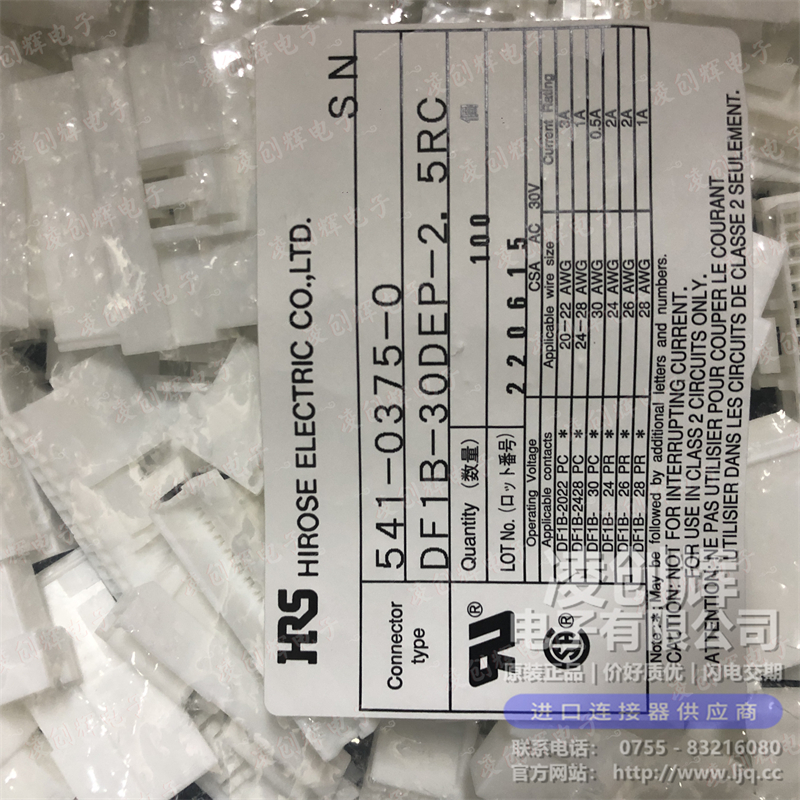 HRS HIROSE ELECTRIC CO.,LTD.
S N
Connector type
541-0375-0
DF1B-30DEP-2.5RC
Quantity (数量) 100 個
LOT No. (ロット番号) 220615
Operating Voltage CSA AC 30V
Applicable contacts Applicable wire size Current Rating
DF1B-2022 PC * 20-22 AWG 3A
DF1B-2428 PC * 24-28 AWG 1A
DF1B- 30 PC * 30 AWG 0.5A
DF1B- 24 PR * 24 AWG 2A
DF1B- 26 PR * 26 AWG 2A
DF1B- 28 PR * 28 AWG 1A
Note -*: May be followed by additional letters and numbers.
CAUTION: NOT FOR INTERRUPTING CURRENT.
FOR USE IN CLASS 2 CIRCUITS ONLY.
ATTENTION: NE PAS UTILISIER POUR COUPER LE COURANT
UTILISIER DANS LES CIRCUITS DE CLASSE 2 SEULEMENT.
凌创辉
电子有限公司
原装正品 | 价好质优 | 闪电交期
进口连接器供应商
联系电话： 0755 - 83216080
官方网站： http://www.ljq.cc
凌创辉电子